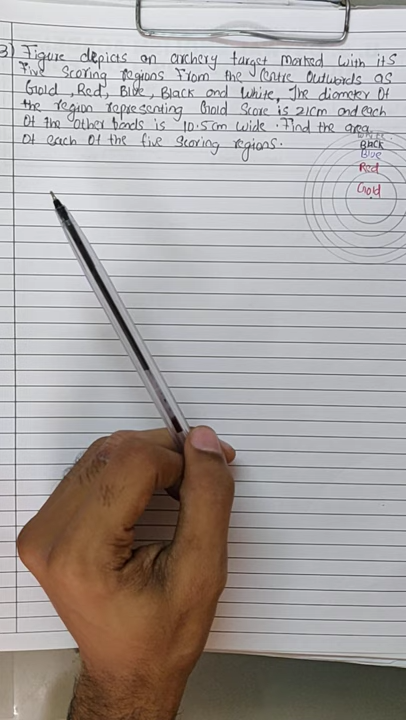 3) Figure depicts an archery target marked with its
five scoring regions from the Centre Outwards as
Gold, Red, Blue, Black and White, The diameter Of
the region representing Gold Score is 21cm and each
Of the other bands is 10.5cm wide. Find the area
Of each Of the five scoring regions.
White
Black
Blue
Red
Gold